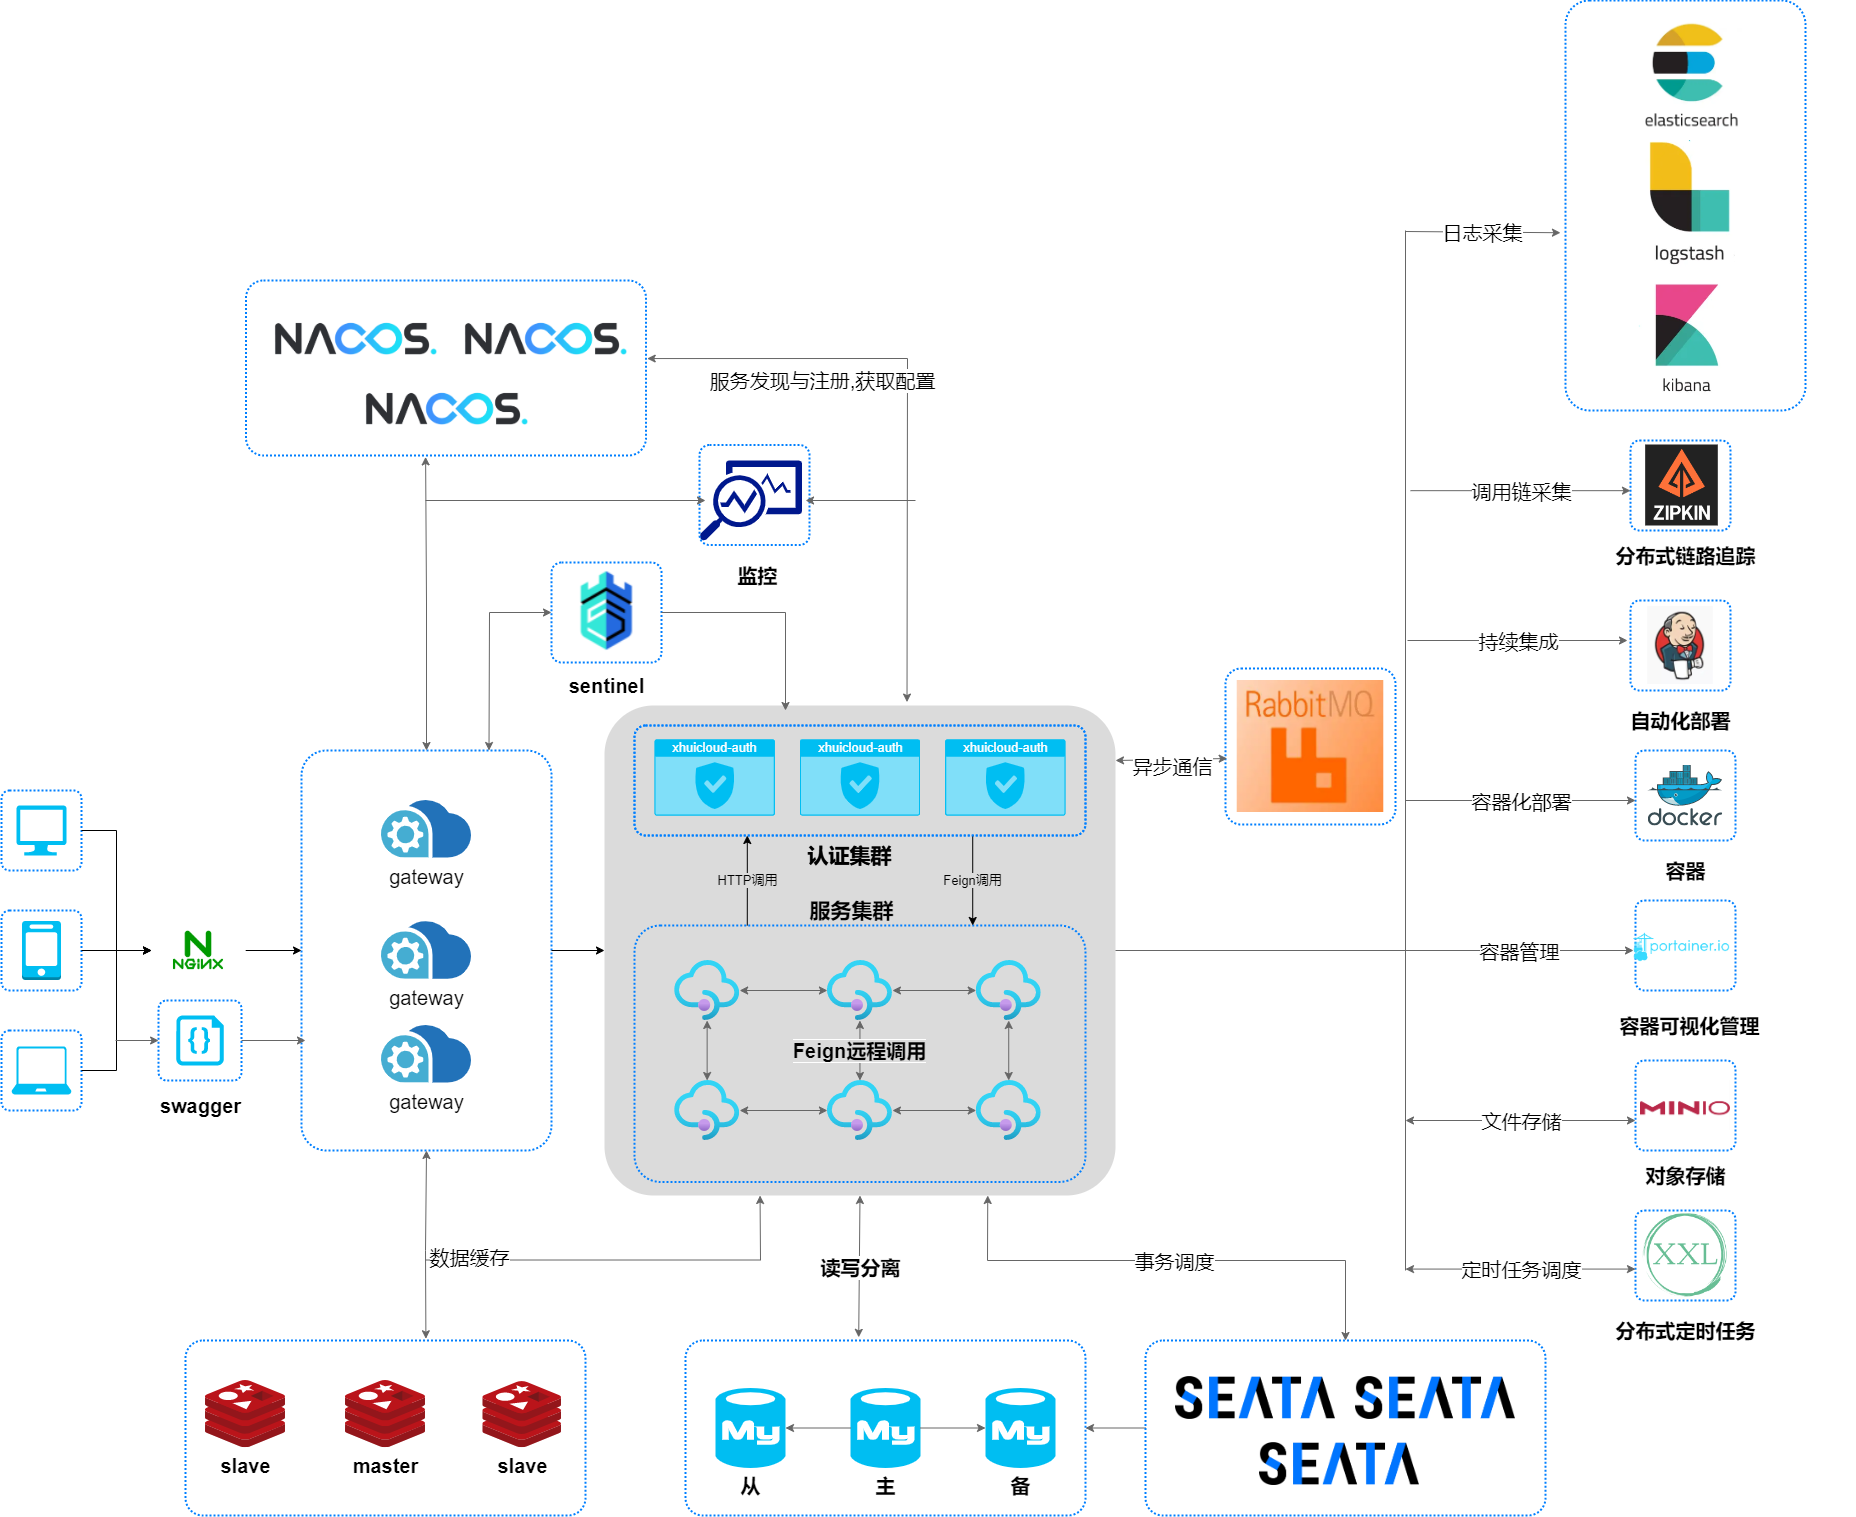 elasticsearch
logstash
kibana
日志采集
NACOS.
NACOS.
NACOS.
服务发现与注册,获取配置
监控
调用链采集
ZIPKIN
分布式链路追踪
sentinel
持续集成
自动化部署
RabbitMQ
异步通信
xhuicloud-auth
xhuicloud-auth
xhuicloud-auth
认证集群
HTTP调用
Feign调用
服务集群
容器化部署
docker
容器
gateway
gateway
gateway
NGINX
{}
swagger
Feign远程调用
容器管理
portainer.io
容器可视化管理
文件存储
MINIO
对象存储
数据缓存
读写分离
事务调度
定时任务调度
XXL
分布式定时任务
slave
master
slave
My
My
My
从
主
备
SEATA
SEATA
SEATA